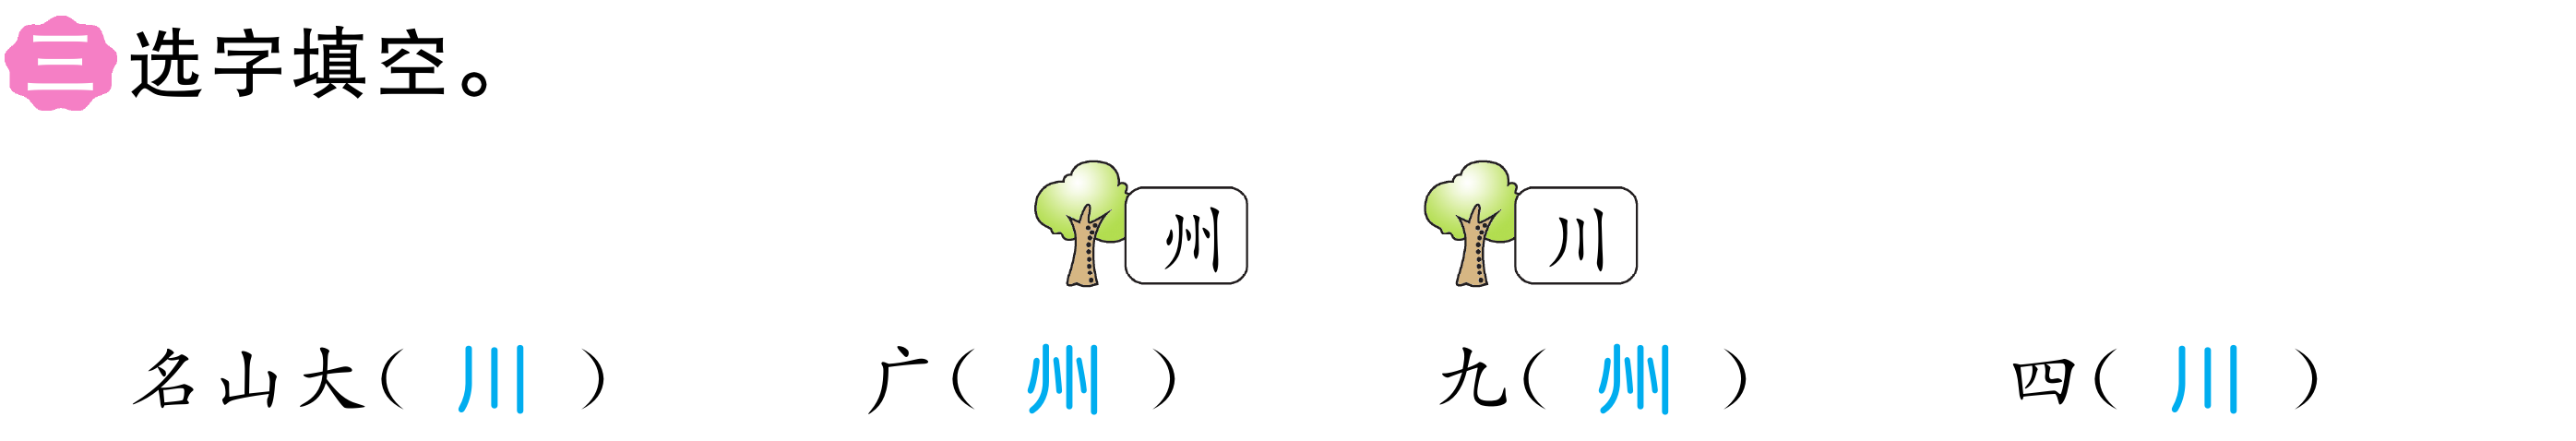 三 选字填空。
州 川
名山大( 川 ) 广( 州 ) 九( 州 ) 四( 川 )